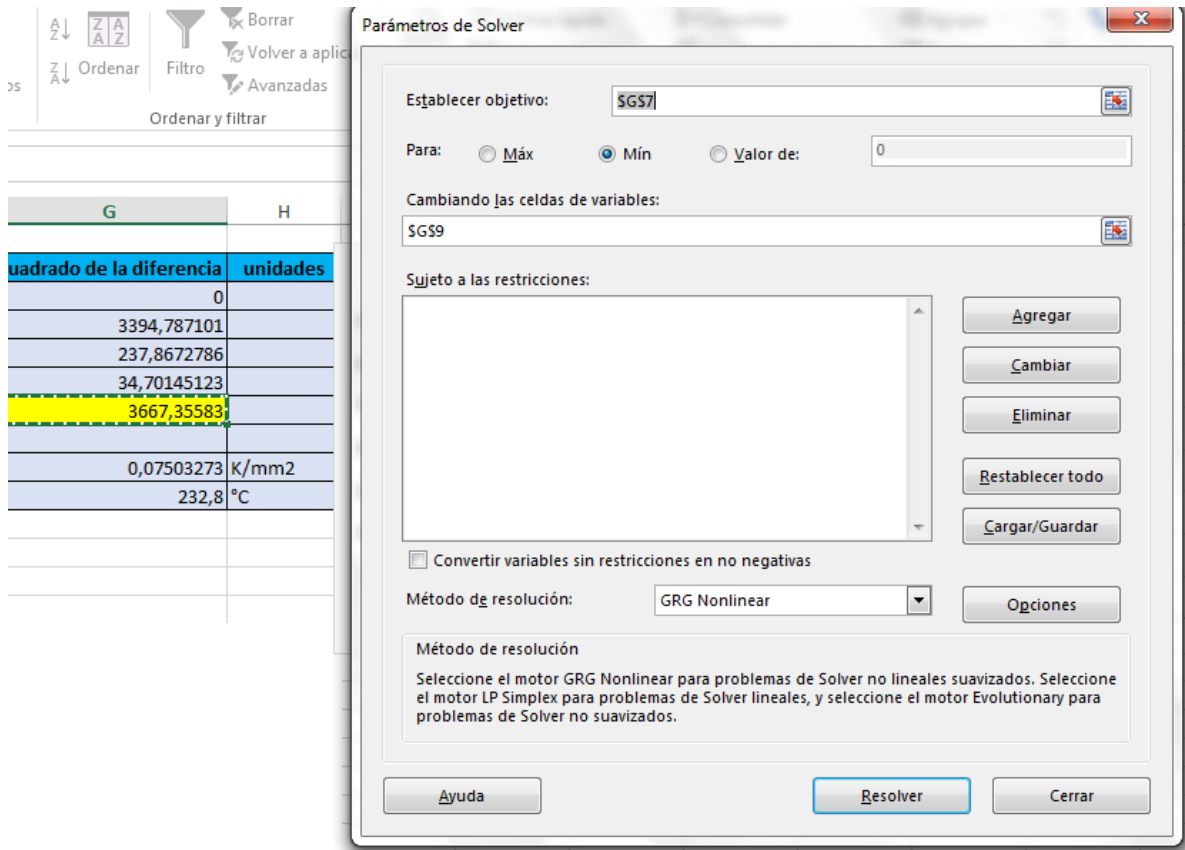 Borrar
Volver a aplica
Ordenar
Filtro
Avanzadas
os
Ordenar y filtrar
G H
uadrado de la diferencia unidades
0
3394,787101
237,8672786
34,70145123
3667,35583
0,07503273 K/mm2
232,8 °C
Parámetros de Solver
Establecer objetivo: $G$7
Para: Máx Mín Valor de: 0
Cambiando las celdas de variables:
$G$9
Sujeto a las restricciones:
Agregar
Cambiar
Eliminar
Restablecer todo
Cargar/Guardar
Convertir variables sin restricciones en no negativas
Método de resolución: GRG Nonlinear Opciones
Método de resolución
Seleccione el motor GRG Nonlinear para problemas de Solver no lineales suavizados. Seleccione
el motor LP Simplex para problemas de Solver lineales, y seleccione el motor Evolutionary para
problemas de Solver no suavizados.
Ayuda Resolver Cerrar